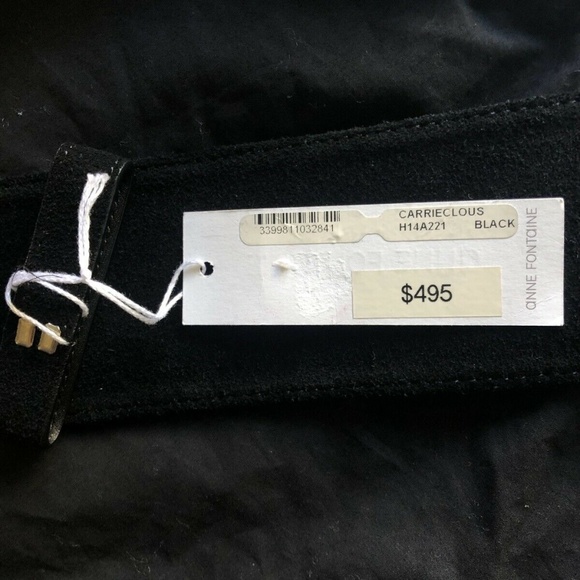 3399811032841
CARRIECLOUS
H14A221 BLACK
$495
ANNE FONTAINE